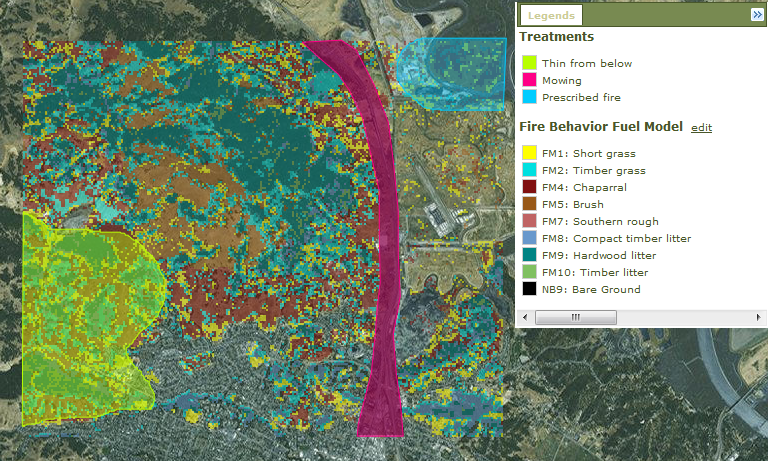 Legends
Treatments
Thin from below
Mowing
Prescribed fire
Fire Behavior Fuel Model edit
FM1: Short grass
FM2: Timber grass
FM4: Chaparral
FM5: Brush
FM7: Southern rough
FM8: Compact timber litter
FM9: Hardwood litter
FM10: Timber litter
NB9: Bare Ground